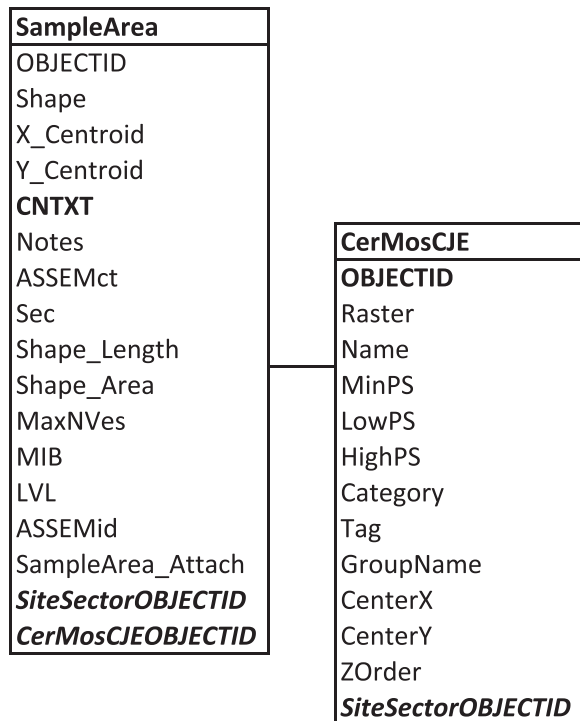 SampleArea
OBJECTID
Shape
X_Centroid
Y_Centroid
CNTXT
Notes
ASSEMct
Sec
Shape_Length
Shape_Area
MaxNVes
MIB
LVL
ASSEMid
SampleArea_Attach
SiteSectorOBJECTID
CerMosCJEOBJECTID
CerMosCJE
OBJECTID
Raster
Name
MinPS
LowPS
HighPS
Category
Tag
GroupName
CenterX
CenterY
ZOrder
SiteSectorOBJECTID